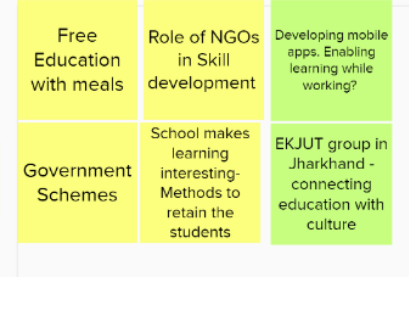 Free
Education
with meals
Role of NGOs
in Skill
development
Developing mobile
apps. Enabling
learning while
working?
Government
Schemes
School makes
learning
interesting-
Methods to
retain the
students
EKJUT group in
Jharkhand -
connecting
education with
culture